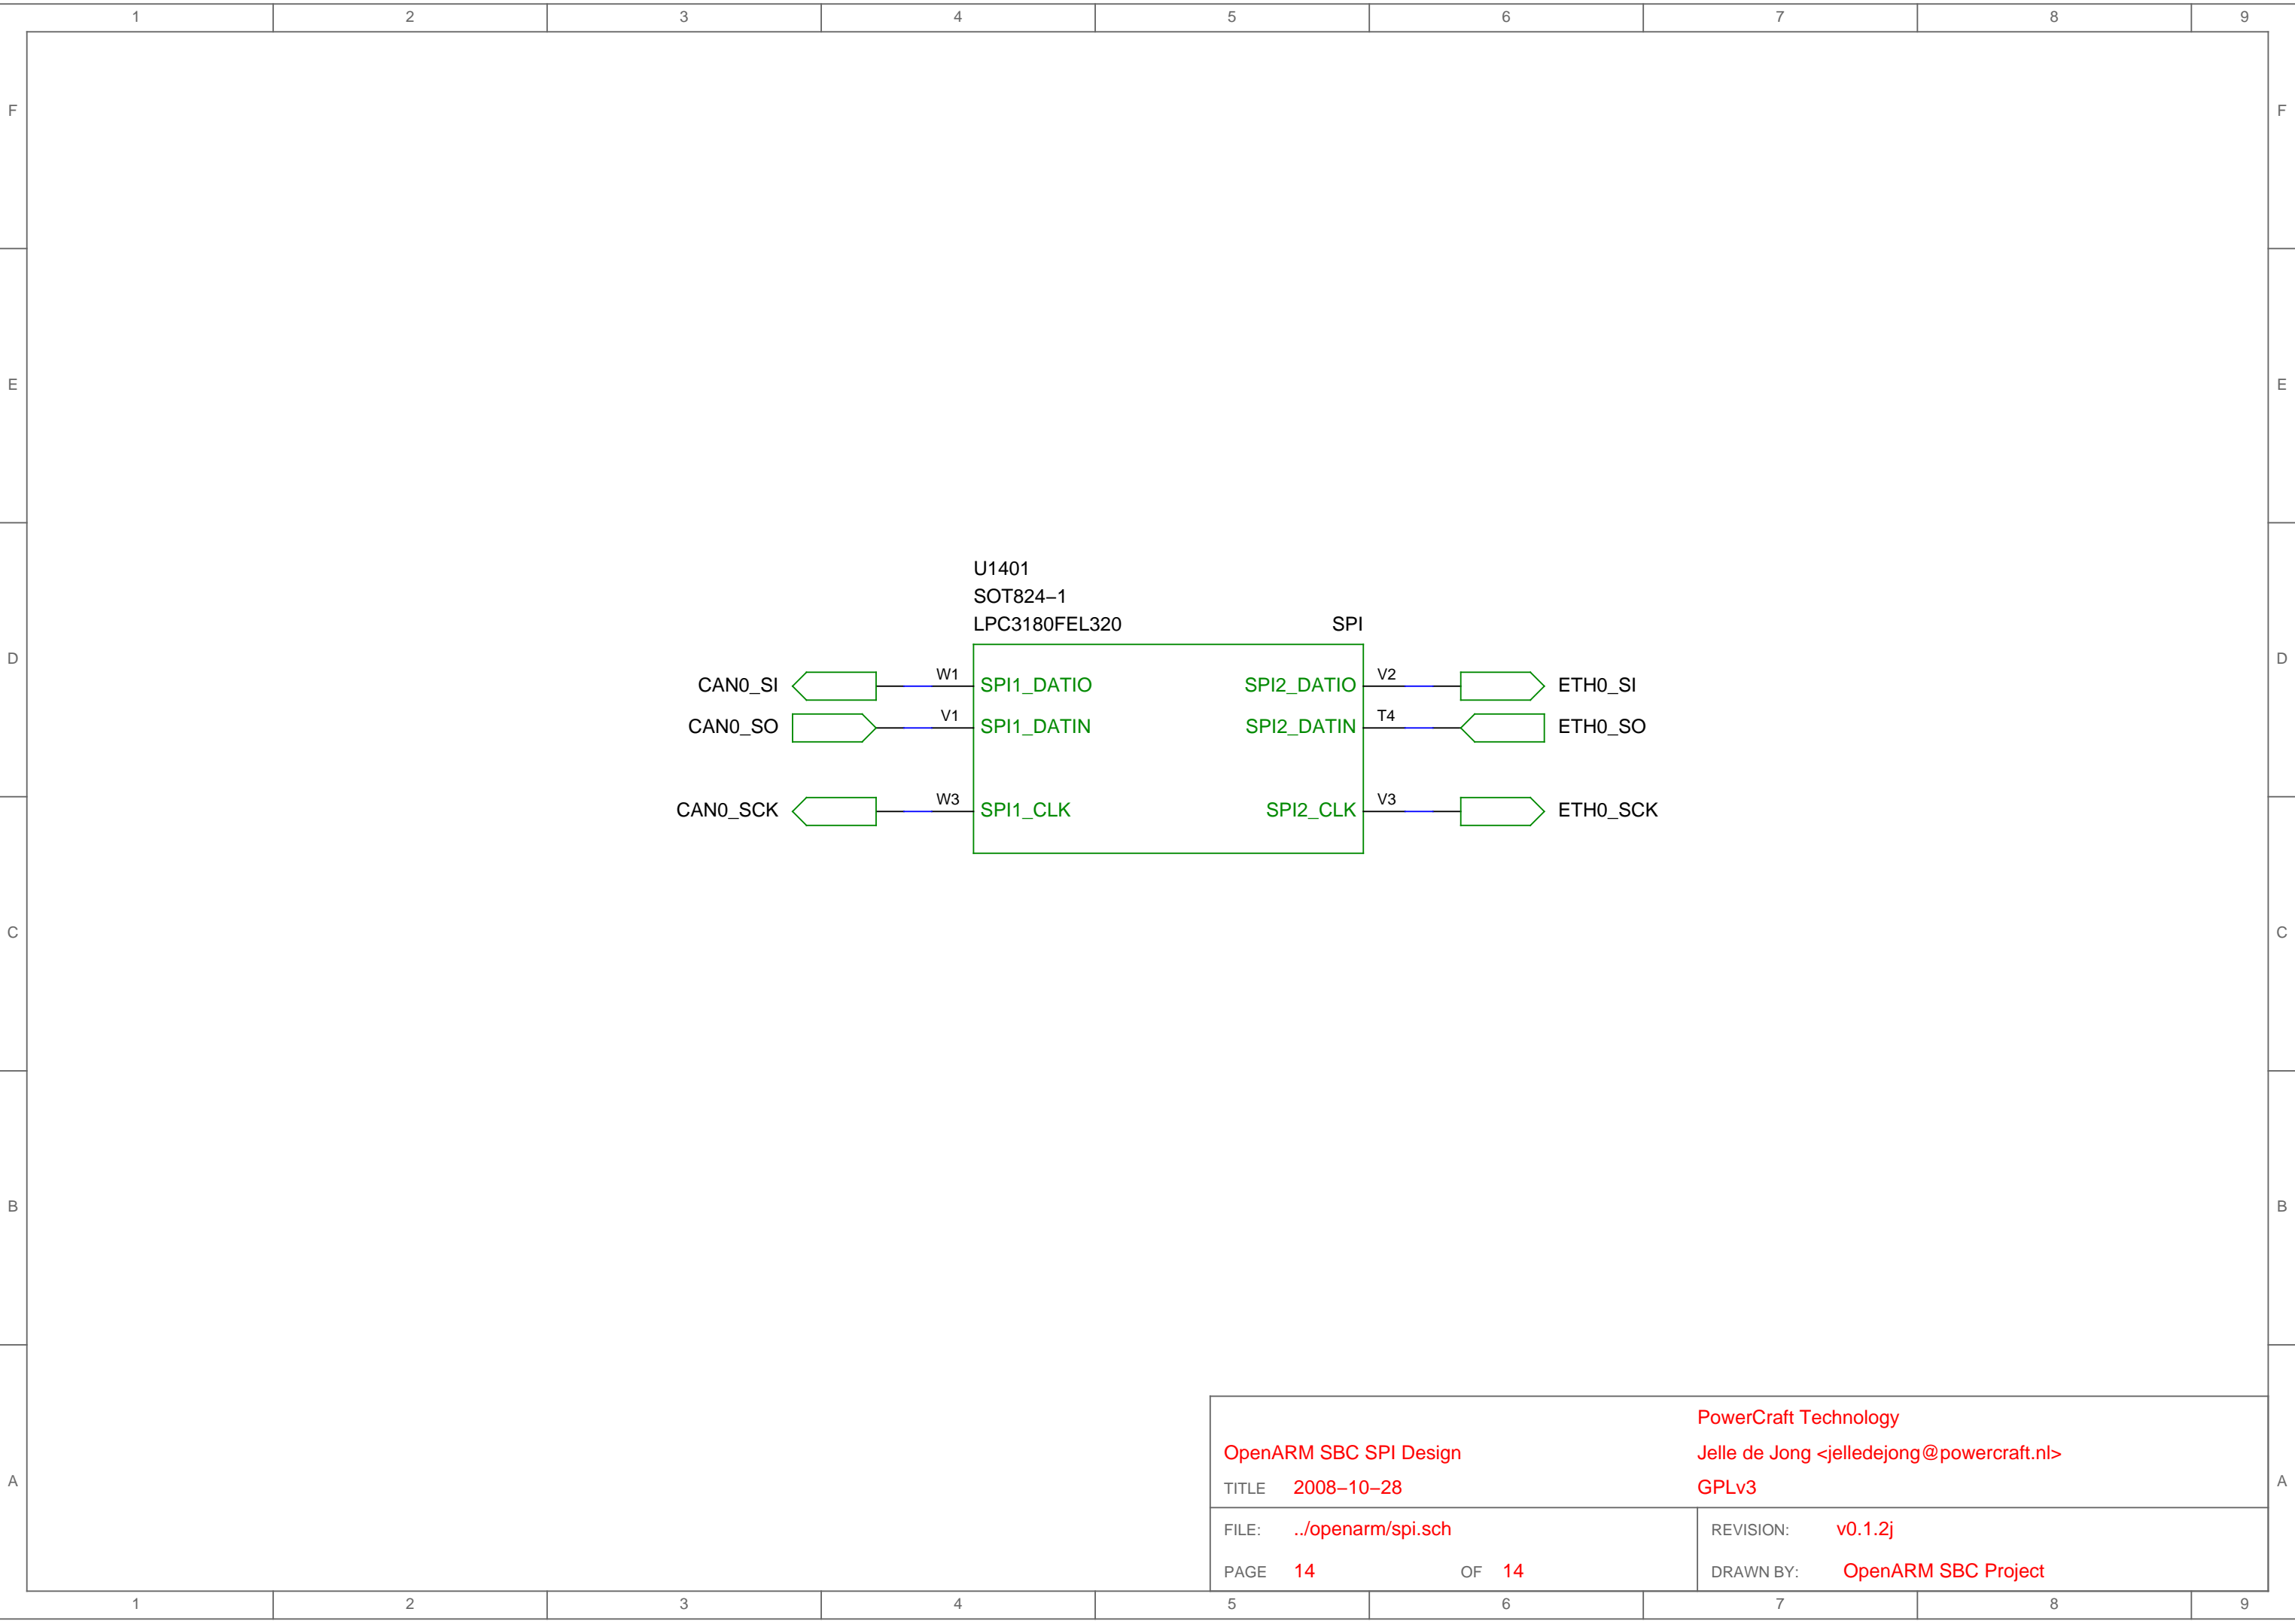 1 2 3 4 5 6 7 8 9
F F
E E
U1401
SOT824–1
LPC3180FEL320 SPI
D D
CAN0_SI W1 SPI1_DATIO SPI2_DATIO V2 ETH0_SI
CAN0_SO V1 SPI1_DATIN SPI2_DATIN T4 ETH0_SO
CAN0_SCK W3 SPI1_CLK SPI2_CLK V3 ETH0_SCK
C C
B B
PowerCraft Technology
OpenARM SBC SPI Design Jelle de Jong <jelledejong@powercraft.nl>
A A
TITLE 2008–10–28 GPLv3
FILE: ../openarm/spi.sch REVISION: v0.1.2j
PAGE 14 OF 14 DRAWN BY: OpenARM SBC Project
1 2 3 4 5 6 7 8 9